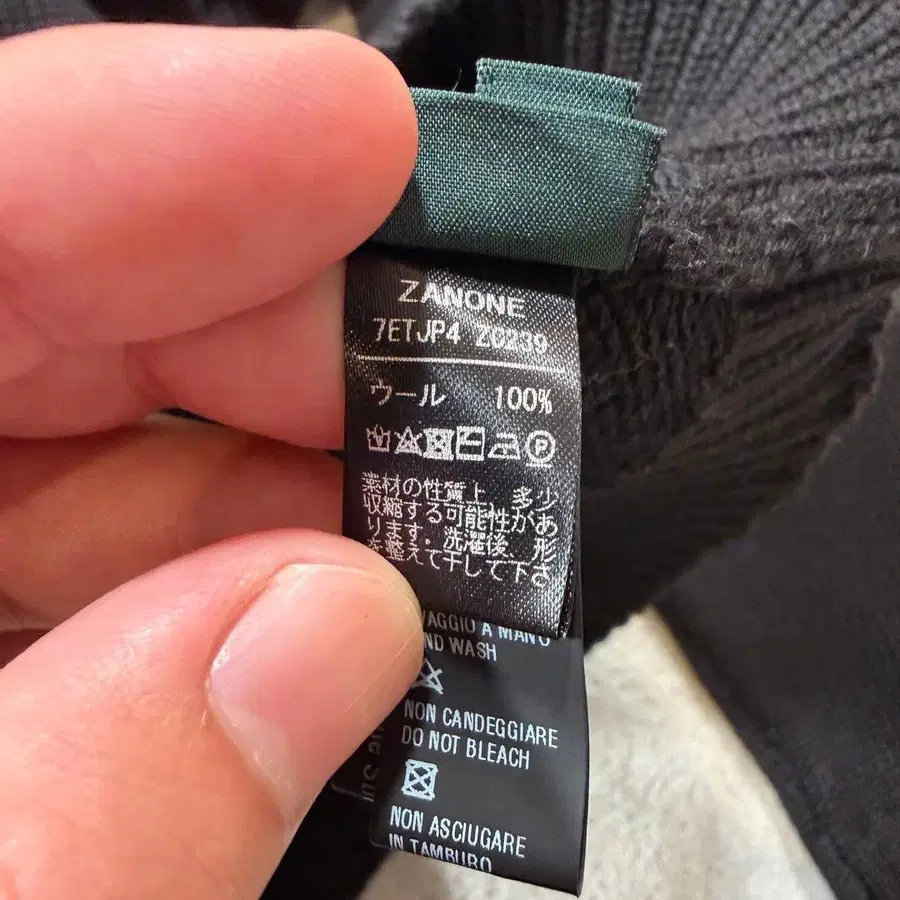 ZANONE
7ETJP4 Z0239
ウール 100%
素材の性質上、多少
収縮する可能性があ
ります。洗濯後、形
を整えて干して下さ
A MANO
WASH
NON CANDEGGIARE
DO NOT BLEACH
NON ASCIUGARE
IN TAMBURO